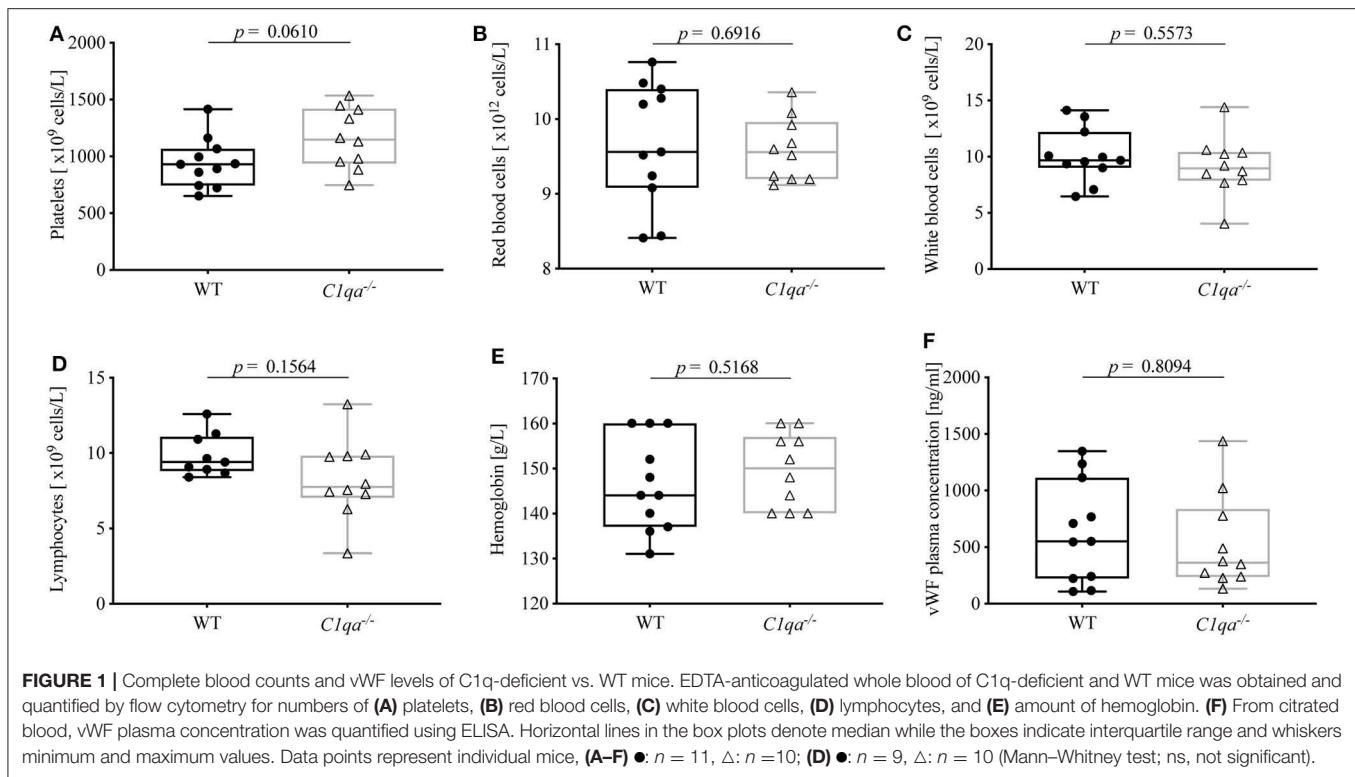 A
p = 0.0610
Platelets [ x10⁹ cells/L]
2000
1500
1000
500
0
WT
C1qa⁻/⁻
B
p = 0.6916
Red blood cells [ x10¹² cells/L]
11
10
9
8
WT
C1qa⁻/⁻
C
p = 0.5573
White blood cells [ x10⁹ cells/L]
20
15
10
5
0
WT
C1qa⁻/⁻
D
p = 0.1564
Lymphocytes [ x10⁹ cells/L]
15
10
5
0
WT
C1qa⁻/⁻
E
p = 0.5168
Hemoglobin [g/L]
170
160
150
140
130
120
WT
C1qa⁻/⁻
F
p = 0.8094
vWF plasma concentration [ng/ml]
2000
1500
1000
500
0
WT
C1qa⁻/⁻
FIGURE 1 | Complete blood counts and vWF levels of C1q-deficient vs. WT mice. EDTA-anticoagulated whole blood of C1q-deficient and WT mice was obtained and
quantified by flow cytometry for numbers of (A) platelets, (B) red blood cells, (C) white blood cells, (D) lymphocytes, and (E) amount of hemoglobin. (F) From citrated
blood, vWF plasma concentration was quantified using ELISA. Horizontal lines in the box plots denote median while the boxes indicate interquartile range and whiskers
minimum and maximum values. Data points represent individual mice, (A–F) ●: n = 11, △: n =10; (D) ●: n = 9, △: n = 10 (Mann–Whitney test; ns, not significant).